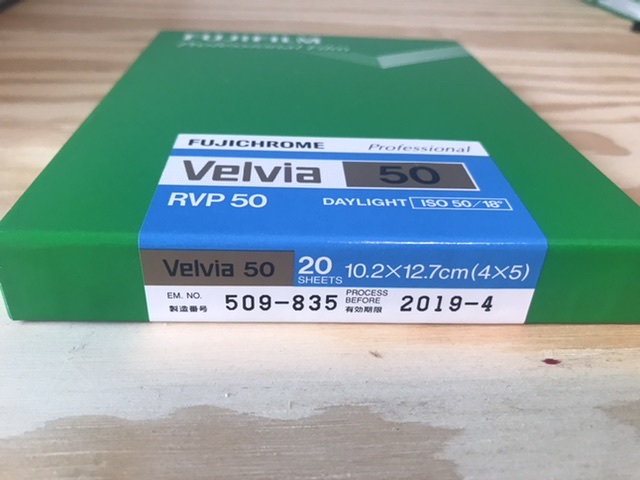 FUJIFILM
Professional Film
FUJICHROME Professional
Velvia 50
RVP 50 DAYLIGHT ISO 50/18°
Velvia 50 20 SHEETS 10.2×12.7cm(4×5)
EM. NO. 製造番号 509-835 PROCESS BEFORE 有効期限 2019-4